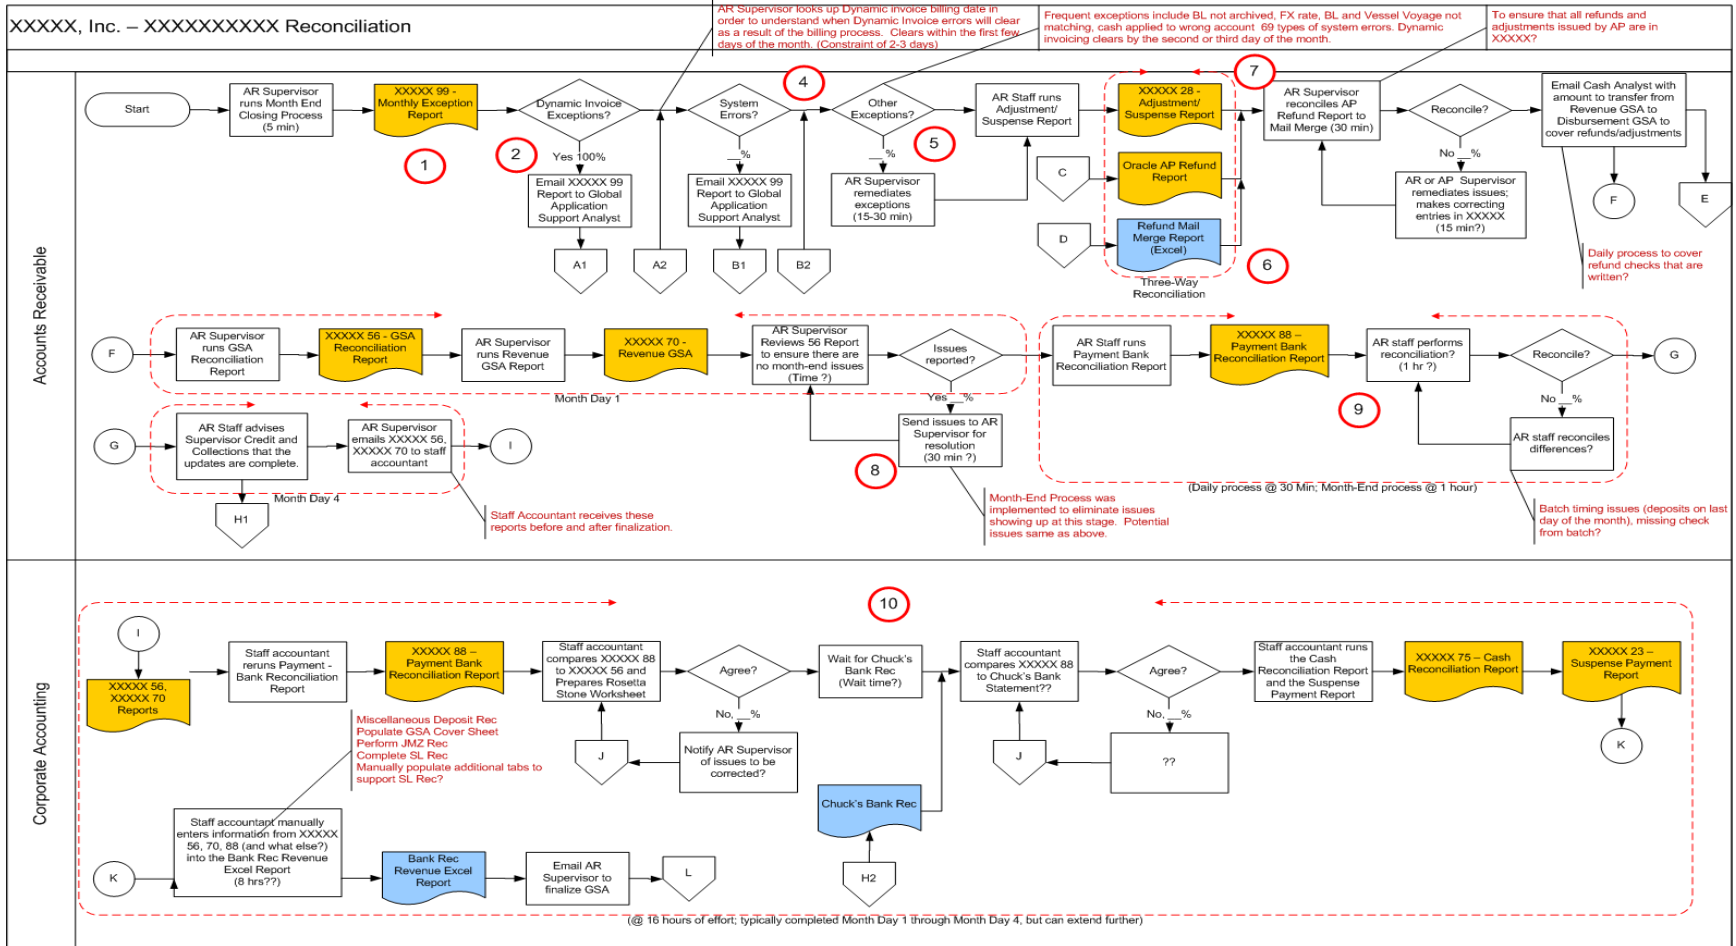 XXXXX, Inc. – XXXXXXXXXX Reconciliation
AR Supervisor looks up Dynamic invoice billing date in
order to understand when Dynamic Invoice errors will clear
as a result of the billing process.  Clears within the first few
days of the month. (Constraint of 2-3 days)
Frequent exceptions include BL not archived, FX rate, BL and Vessel Voyage not
matching, cash applied to wrong account  69 types of system errors. Dynamic
invoicing clears by the second or third day of the month.
To ensure that all refunds and
adjustments issued by AP are in
XXXXX?
Accounts Receivable
Start
AR Supervisor
runs Month End
Closing Process
(5 min)
XXXXX 99 -
Monthly Exception
Report
1
Dynamic Invoice
Exceptions?
2
Yes 100%
Email XXXXX 99
Report to Global
Application
Support Analyst
A1
A2
System
Errors?
__%
Email XXXXX 99
Report to Global
Application
Support Analyst
B1
B2
4
Other
Exceptions?
5
__%
AR Supervisor
remediates
exceptions
(15-30 min)
AR Staff runs
Adjustment/
Suspense Report
C
D
XXXXX 28 -
Adjustment/
Suspense Report
Oracle AP Refund
Report
Refund Mail
Merge Report
(Excel)
Three-Way
Reconciliation
6
7
AR Supervisor
reconciles AP
Refund Report to
Mail Merge (30 min)
Reconcile?
No __%
AR or AP  Supervisor
remediates issues;
makes correcting
entries in XXXXX
(15 min?)
Email Cash Analyst with
amount to transfer from
Revenue GSA to
Disbursement GSA to
cover refunds/adjustments
F
E
Daily process to cover
refund checks that are
written?
F
AR Supervisor
runs GSA
Reconciliation
Report
XXXXX 56 - GSA
Reconciliation
Report
AR Supervisor
runs Revenue
GSA Report
XXXXX 70 -
Revenue GSA
AR Supervisor
Reviews 56 Report
to ensure there are
no month-end issues
(Time ?)
Issues
reported?
Month Day 1
Yes __%
Send issues to AR
Supervisor for
resolution
(30 min ?)
8
Month-End Process was
implemented to eliminate issues
showing up at this stage.  Potential
issues same as above.
AR Staff runs
Payment Bank
Reconciliation Report
XXXXX 88 –
Payment Bank
Reconciliation Report
AR staff performs
reconciliation?
(1 hr ?)
Reconcile?
G
9
No __%
AR staff reconciles
differences?
(Daily process @ 30 Min; Month-End process @ 1 hour)
Batch timing issues (deposits on last
day of the month), missing check
from batch?
G
AR Staff advises
Supervisor Credit and
Collections that the
updates are complete.
AR Supervisor
emails XXXXX 56,
XXXXX 70 to staff
accountant
I
Month Day 4
H1
Staff Accountant receives these
reports before and after finalization.
Corporate Accounting
10
I
XXXXX 56,
XXXXX 70
Reports
Staff accountant
reruns Payment -
Bank Reconciliation
Report
XXXXX 88 –
Payment Bank
Reconciliation Report
Staff accountant
compares XXXXX 88
to XXXXX 56 and
Prepares Rosetta
Stone Worksheet
Agree?
No, __%
Notify AR Supervisor
of issues to be
corrected?
J
Wait for Chuck's
Bank Rec
(Wait time?)
Staff accountant
compares XXXXX 88
to Chuck's Bank
Statement??
Agree?
No, __%
??
J
Staff accountant runs
the Cash
Reconciliation Report
and the Suspense
Payment Report
XXXXX 75 – Cash
Reconciliation Report
XXXXX 23 –
Suspense Payment
Report
K
Miscellaneous Deposit Rec
Populate GSA Cover Sheet
Perform JMZ Rec
Complete SL Rec
Manually populate additional tabs to
support SL Rec?
K
Staff accountant manually
enters information from XXXXX
56, 70, 88 (and what else?)
into the Bank Rec Revenue
Excel Report
(8 hrs??)
Bank Rec
Revenue Excel
Report
Email AR
Supervisor to
finalize GSA
L
Chuck's Bank Rec
H2
(@ 16 hours of effort; typically completed Month Day 1 through Month Day 4, but can extend further)